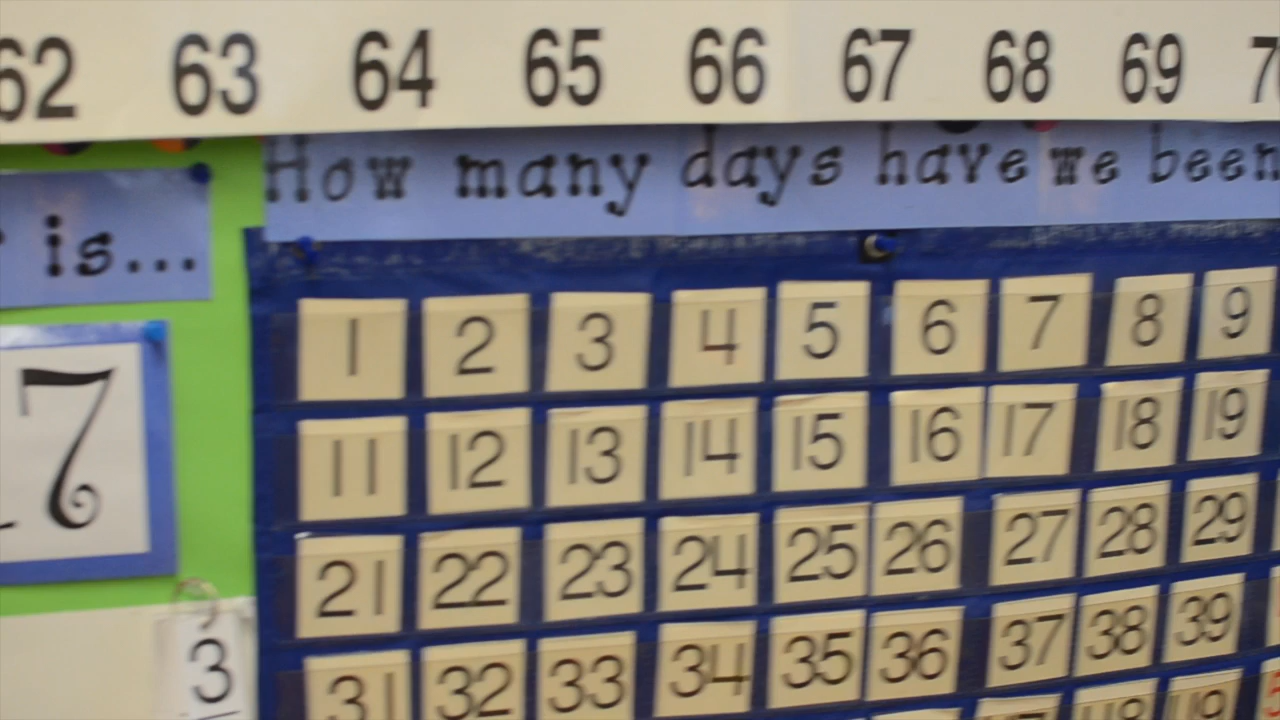 62 63 64 65 66 67 68 69
How many days have we been
is...
7
3
1 2 3 4 5 6 7 8 9
11 12 13 14 15 16 17 18 19
21 22 23 24 25 26 27 28 29
31 32 33 34 35 36 37 38 39